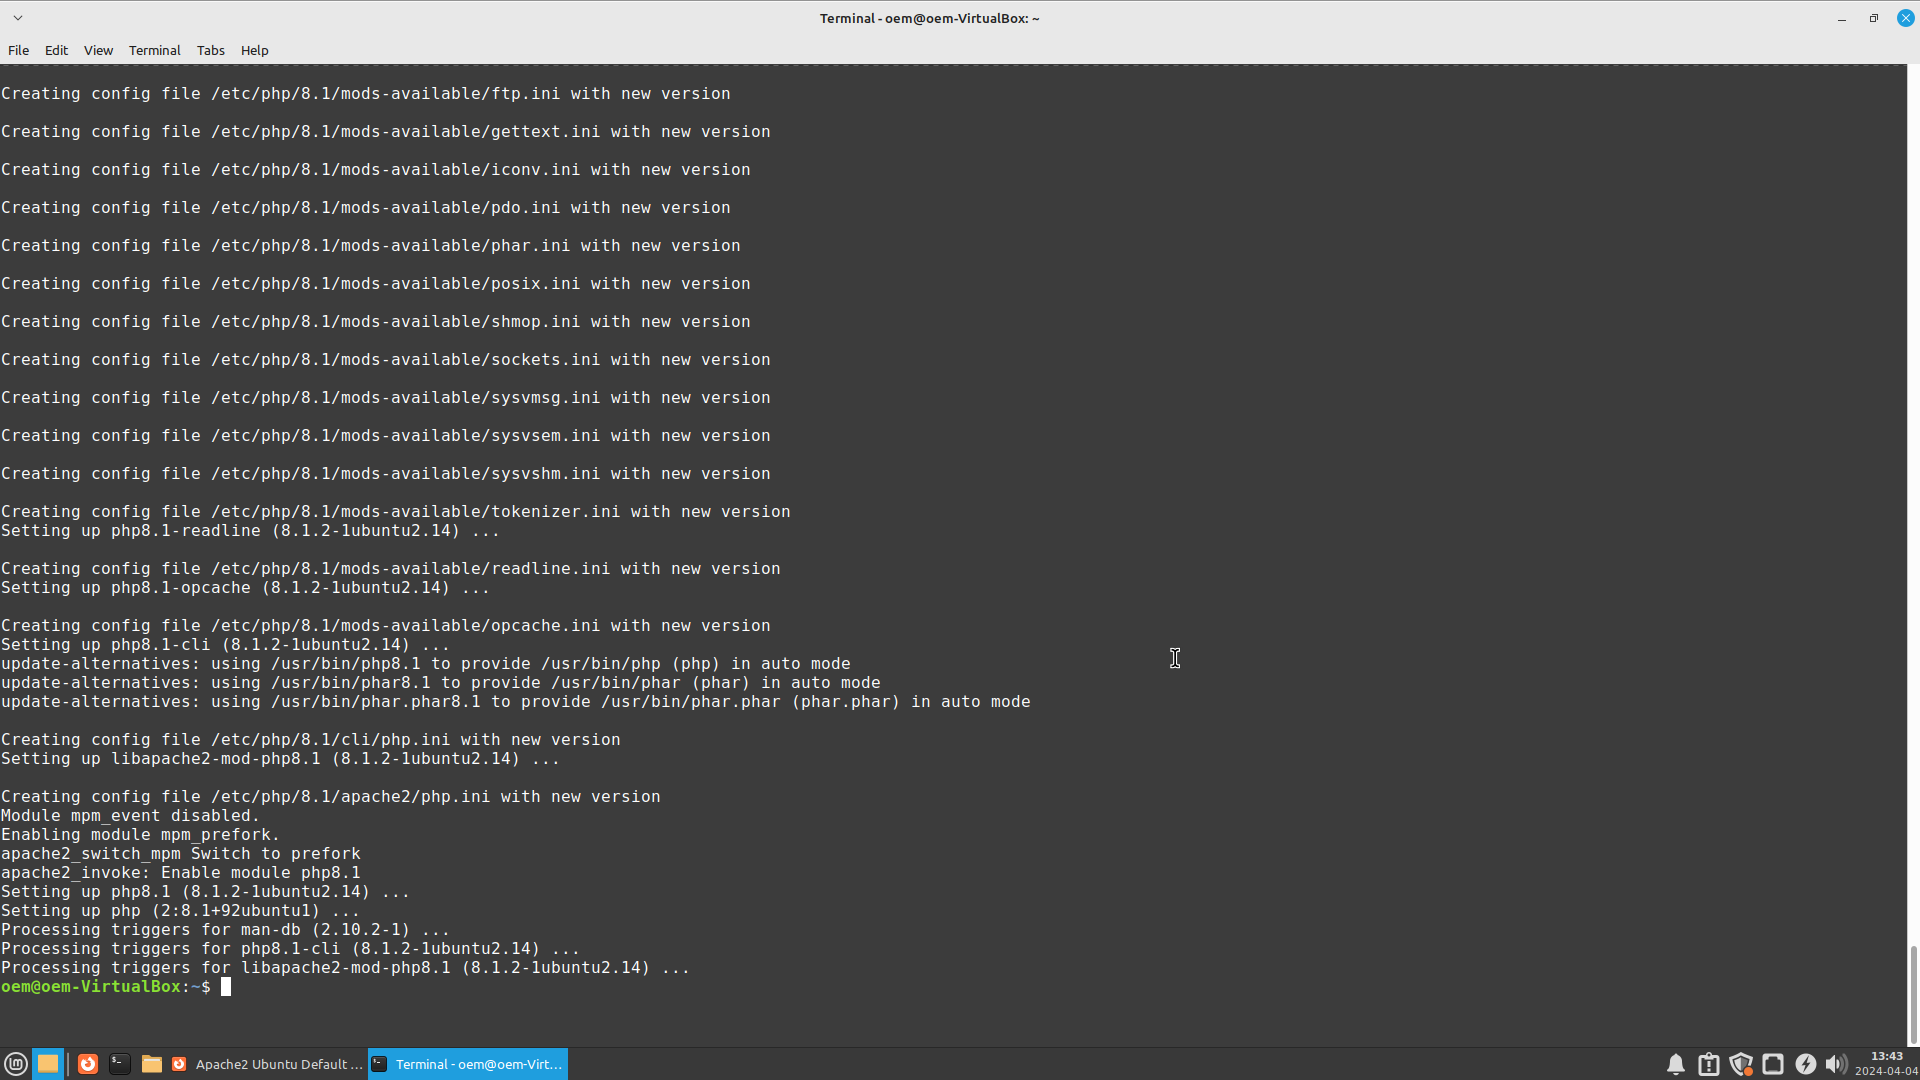 Terminal - oem@oem-VirtualBox: ~
File Edit View Terminal Tabs Help
Creating config file /etc/php/8.1/mods-available/ftp.ini with new version
Creating config file /etc/php/8.1/mods-available/gettext.ini with new version
Creating config file /etc/php/8.1/mods-available/iconv.ini with new version
Creating config file /etc/php/8.1/mods-available/pdo.ini with new version
Creating config file /etc/php/8.1/mods-available/phar.ini with new version
Creating config file /etc/php/8.1/mods-available/posix.ini with new version
Creating config file /etc/php/8.1/mods-available/shmop.ini with new version
Creating config file /etc/php/8.1/mods-available/sockets.ini with new version
Creating config file /etc/php/8.1/mods-available/sysvmsg.ini with new version
Creating config file /etc/php/8.1/mods-available/sysvsem.ini with new version
Creating config file /etc/php/8.1/mods-available/sysvshm.ini with new version
Creating config file /etc/php/8.1/mods-available/tokenizer.ini with new version
Setting up php8.1-readline (8.1.2-1ubuntu2.14) ...
Creating config file /etc/php/8.1/mods-available/readline.ini with new version
Setting up php8.1-opcache (8.1.2-1ubuntu2.14) ...
Creating config file /etc/php/8.1/mods-available/opcache.ini with new version
Setting up php8.1-cli (8.1.2-1ubuntu2.14) ...
update-alternatives: using /usr/bin/php8.1 to provide /usr/bin/php (php) in auto mode
update-alternatives: using /usr/bin/phar8.1 to provide /usr/bin/phar (phar) in auto mode
update-alternatives: using /usr/bin/phar.phar8.1 to provide /usr/bin/phar.phar (phar.phar) in auto mode
Creating config file /etc/php/8.1/cli/php.ini with new version
Setting up libapache2-mod-php8.1 (8.1.2-1ubuntu2.14) ...
Creating config file /etc/php/8.1/apache2/php.ini with new version
Module mpm_event disabled.
Enabling module mpm_prefork.
apache2_switch_mpm Switch to prefork
apache2_invoke: Enable module php8.1
Setting up php8.1 (8.1.2-1ubuntu2.14) ...
Setting up php (2:8.1+92ubuntu1) ...
Processing triggers for man-db (2.10.2-1) ...
Processing triggers for php8.1-cli (8.1.2-1ubuntu2.14) ...
Processing triggers for libapache2-mod-php8.1 (8.1.2-1ubuntu2.14) ...
oem@oem-VirtualBox:~$
Apache2 Ubuntu Default ...
Terminal - oem@oem-Virt...
13:43
2024-04-04